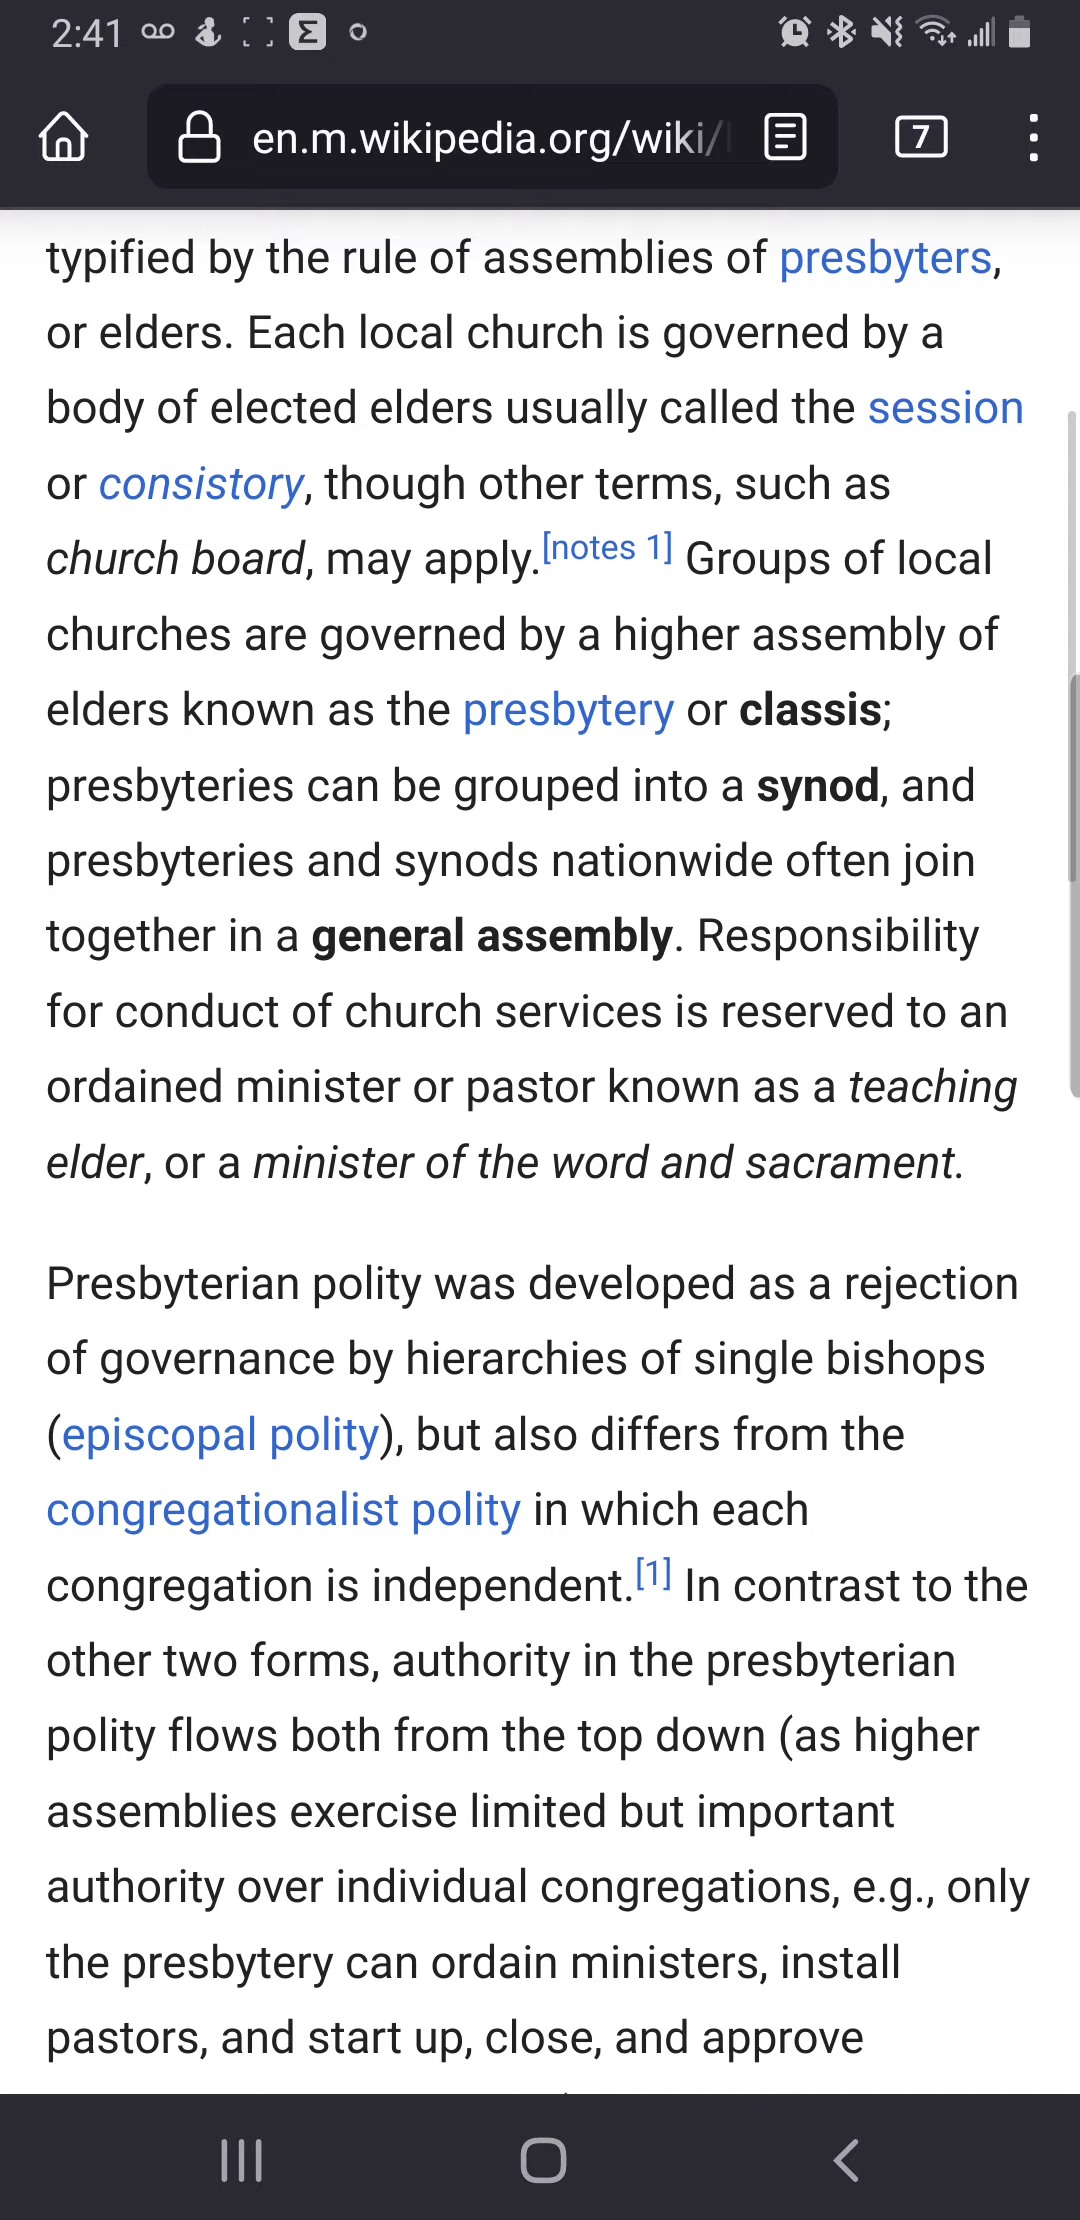 2:41
en.m.wikipedia.org/wiki/
7
typified by the rule of assemblies of presbyters,
or elders. Each local church is governed by a
body of elected elders usually called the session
or consistory, though other terms, such as
church board, may apply.[notes 1] Groups of local
churches are governed by a higher assembly of
elders known as the presbytery or classis;
presbyteries can be grouped into a synod, and
presbyteries and synods nationwide often join
together in a general assembly. Responsibility
for conduct of church services is reserved to an
ordained minister or pastor known as a teaching
elder, or a minister of the word and sacrament.
Presbyterian polity was developed as a rejection
of governance by hierarchies of single bishops
(episcopal polity), but also differs from the
congregationalist polity in which each
congregation is independent.[1] In contrast to the
other two forms, authority in the presbyterian
polity flows both from the top down (as higher
assemblies exercise limited but important
authority over individual congregations, e.g., only
the presbytery can ordain ministers, install
pastors, and start up, close, and approve